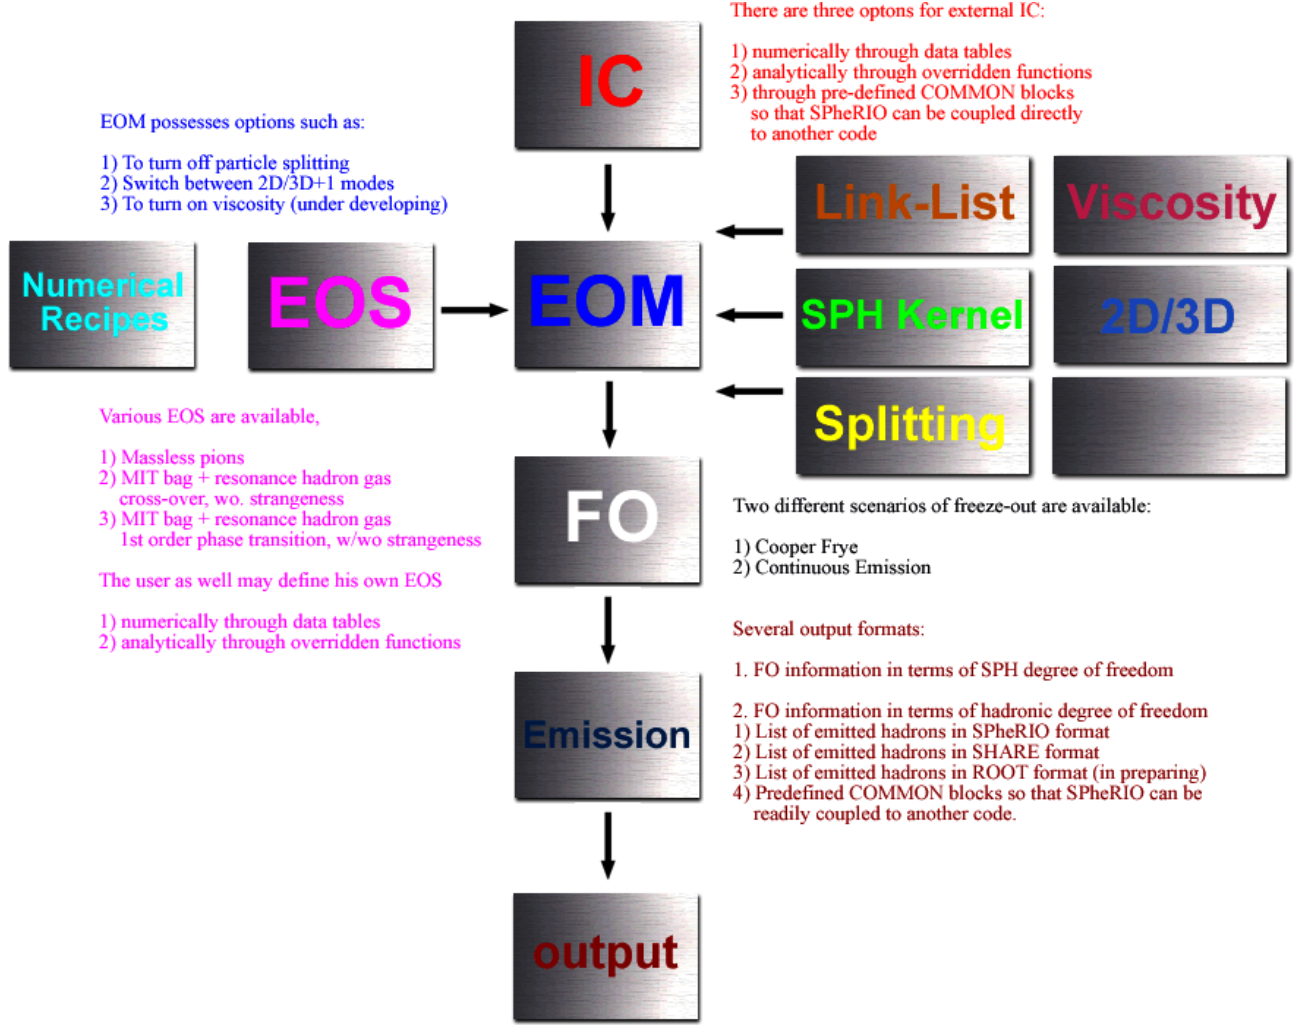 There are three optons for external IC:
1) numerically through data tables
2) analytically through overridden functions
3) through pre-defined COMMON blocks
so that SPheRIO can be coupled directly
to another code
IC
EOM possesses options such as:
1) To turn off particle splitting
2) Switch between 2D/3D+1 modes
3) To turn on viscosity (under developing)
Link-List
Viscosity
Numerical
Recipes
EOS
EOM
SPH Kernel
2D/3D
Splitting
Various EOS are available,
1) Massless pions
2) MIT bag + resonance hadron gas
cross-over, wo. strangeness
3) MIT bag + resonance hadron gas
1st order phase transition, w/wo strangeness
The user as well may define his own EOS
1) numerically through data tables
2) analytically through overridden functions
FO
Two different scenarios of freeze-out are available:
1) Cooper Frye
2) Continuous Emission
Several output formats:
1. FO information in terms of SPH degree of freedom
2. FO information in terms of hadronic degree of freedom
1) List of emitted hadrons in SPheRIO format
2) List of emitted hadrons in SHARE format
3) List of emitted hadrons in ROOT format (in preparing)
4) Predefined COMMON blocks so that SPheRIO can be
readily coupled to another code.
Emission
output